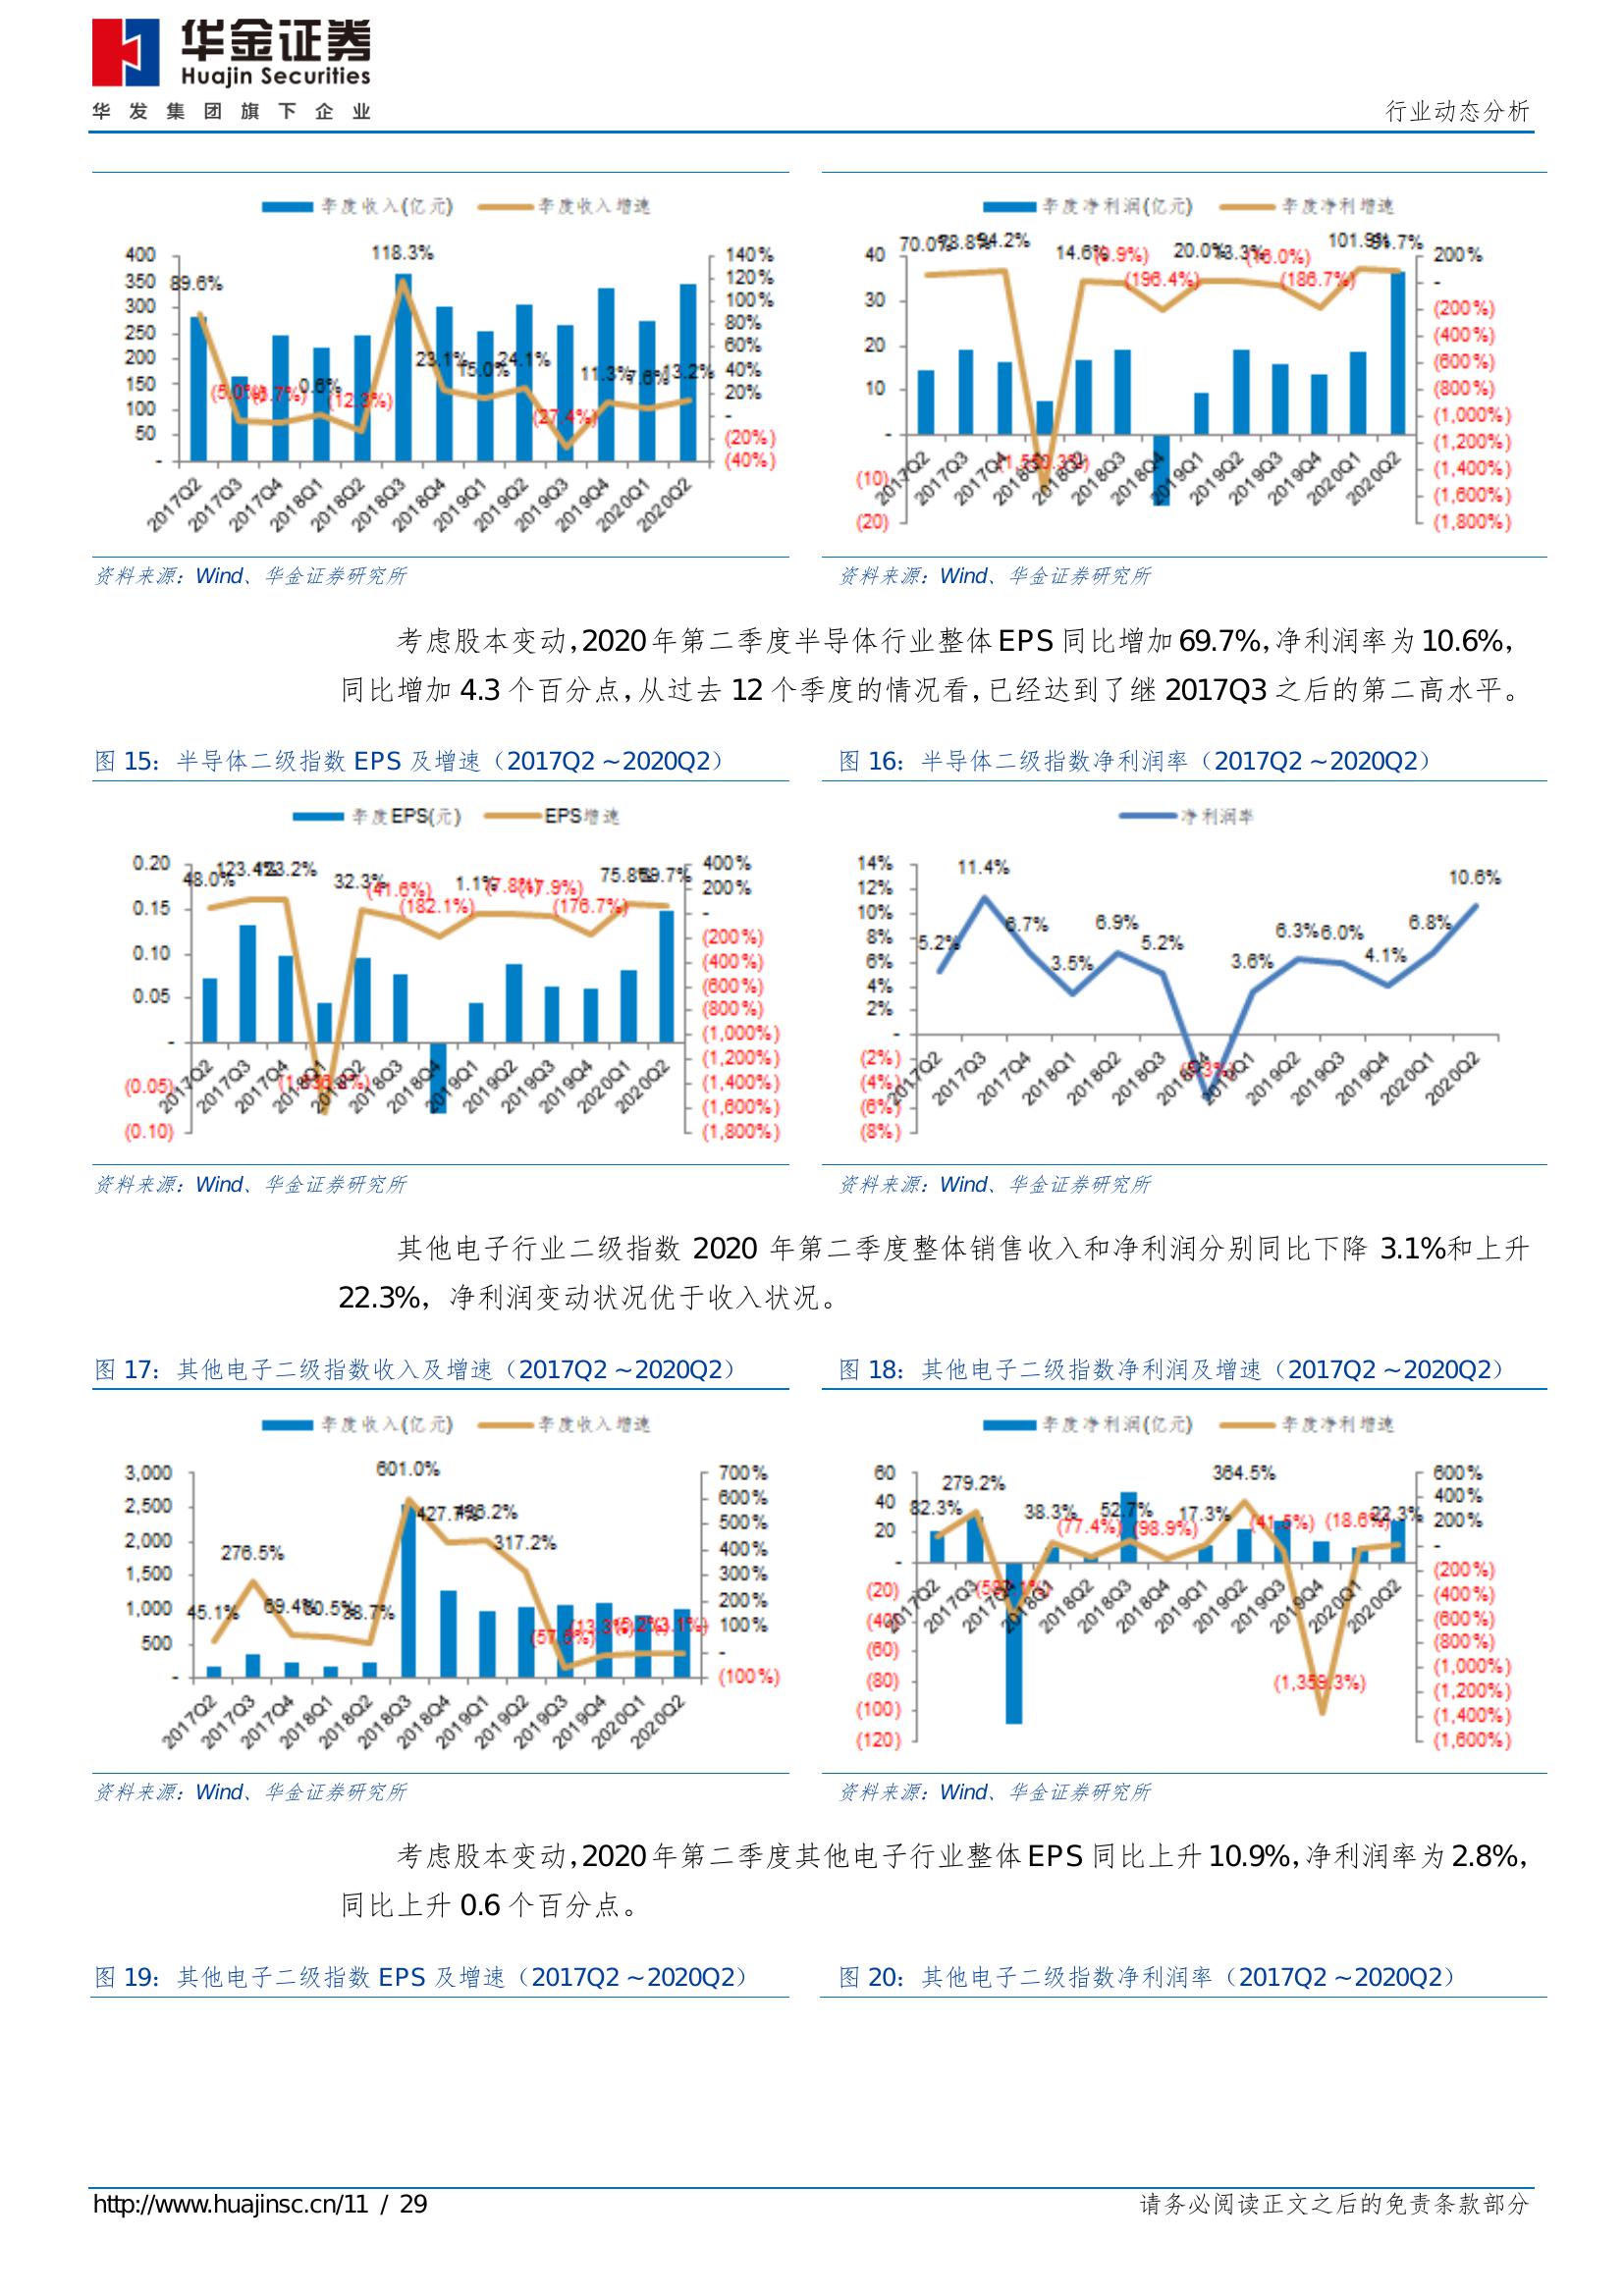 华金证券
Huajin Securities
华发集团旗下企业
行业动态分析
季度收入(亿元) 季度收入增速
400 350 300 250 200 150 100 50 -
140% 120% 100% 80% 60% 40% 20% - (20%) (40%)
89.6% (5.0%) 0.6% (12.3%) 118.3% 23.1% 15.0% 24.1% (27.4%) 11.3% 7.6% 13.2%
2017Q2 2017Q3 2017Q4 2018Q1 2018Q2 2018Q3 2018Q4 2019Q1 2019Q2 2019Q3 2019Q4 2020Q1 2020Q2
资料来源：Wind、华金证券研究所
季度净利润(亿元) 季度净利增速
40 30 20 10 - (10) (20)
200% - (200%) (400%) (600%) (800%) (1,000%) (1,200%) (1,400%) (1,600%) (1,800%)
70.0% 94.2% 14.6% (196.4%) 20.0% (186.7%) 101.9%
2017Q2 2017Q3 2017Q4 2018Q1 2018Q2 2018Q3 2018Q4 2019Q1 2019Q2 2019Q3 2019Q4 2020Q1 2020Q2
资料来源：Wind、华金证券研究所
考虑股本变动，2020年第二季度半导体行业整体EPS 同比增加69.7%，净利润率为10.6%，
同比增加 4.3 个百分点，从过去 12 个季度的情况看，已经达到了继 2017Q3 之后的第二高水平。
图 15：半导体二级指数 EPS 及增速（2017Q2～2020Q2）
季度EPS(元) EPS增速
0.20 0.15 0.10 0.05 - (0.05) (0.10)
400% 200% - (200%) (400%) (600%) (800%) (1,000%) (1,200%) (1,400%) (1,600%) (1,800%)
48.0% 123.4% 32.3% (41.6%) (182.1%) 1.1% (7.8%) (17.9%) (176.7%) 75.8% 69.7%
2017Q2 2017Q3 2017Q4 2018Q1 2018Q2 2018Q3 2018Q4 2019Q1 2019Q2 2019Q3 2019Q4 2020Q1 2020Q2
资料来源：Wind、华金证券研究所
图 16：半导体二级指数净利润率（2017Q2～2020Q2）
净利润率
14% 12% 10% 8% 6% 4% 2% - (2%) (4%) (6%) (8%)
5.2% 11.4% 6.7% 3.5% 6.9% 5.2% 3.6% 6.3% 6.0% 4.1% 6.8% 10.6%
2017Q2 2017Q3 2017Q4 2018Q1 2018Q2 2018Q3 2018Q4 2019Q1 2019Q2 2019Q3 2019Q4 2020Q1 2020Q2
资料来源：Wind、华金证券研究所
其他电子行业二级指数 2020 年第二季度整体销售收入和净利润分别同比下降 3.1%和上升
22.3%，净利润变动状况优于收入状况。
图 17：其他电子二级指数收入及增速（2017Q2～2020Q2）
季度收入(亿元) 季度收入增速
3,000 2,500 2,000 1,500 1,000 500 -
700% 600% 500% 400% 300% 200% 100% - (100%)
45.1% 276.5% 69.4% 38.7% 601.0% 427.7% 317.2% (13.3%) (3.1%)
2017Q2 2017Q3 2017Q4 2018Q1 2018Q2 2018Q3 2018Q4 2019Q1 2019Q2 2019Q3 2019Q4 2020Q1 2020Q2
资料来源：Wind、华金证券研究所
图 18：其他电子二级指数净利润及增速（2017Q2～2020Q2）
季度净利润(亿元) 季度净利增速
60 40 20 - (20) (40) (60) (80) (100) (120)
600% 400% 200% - (200%) (400%) (600%) (800%) (1,000%) (1,200%) (1,400%) (1,600%)
82.3% 279.2% 38.3% (77.4%) 52.7% (98.9%) 17.3% 364.5% (41.5%) (1,359.3%) (18.6%) 22.3%
2017Q2 2017Q3 2017Q4 2018Q1 2018Q2 2018Q3 2018Q4 2019Q1 2019Q2 2019Q3 2019Q4 2020Q1 2020Q2
资料来源：Wind、华金证券研究所
考虑股本变动，2020年第二季度其他电子行业整体EPS 同比上升10.9%，净利润率为2.8%，
同比上升 0.6 个百分点。
图 19：其他电子二级指数 EPS 及增速（2017Q2～2020Q2）
图 20：其他电子二级指数净利润率（2017Q2～2020Q2）
http://www.huajinsc.cn/11 / 29
请务必阅读正文之后的免责条款部分